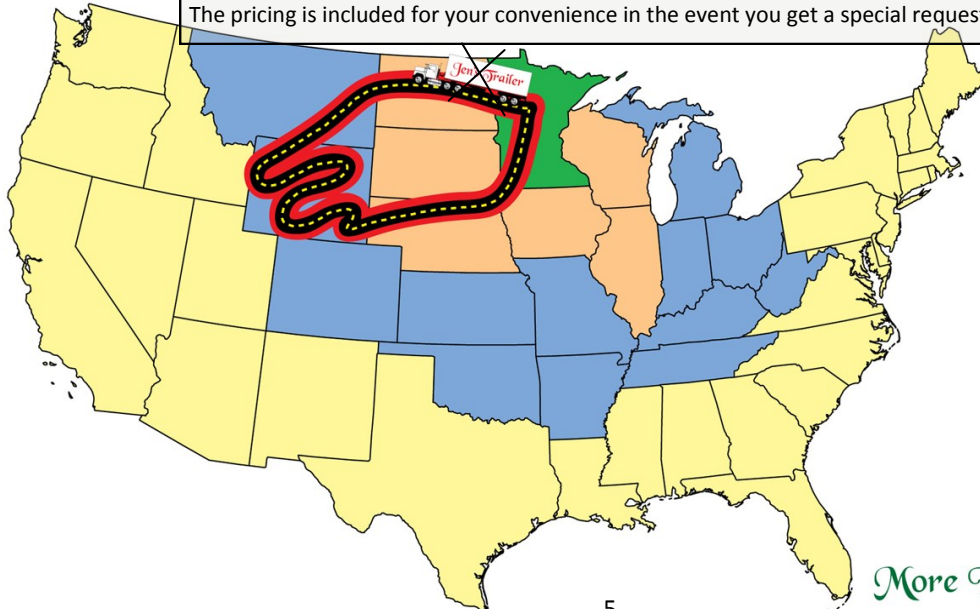 The pricing is included for your convenience in the event you get a special reques
Jen Trailer
More
5